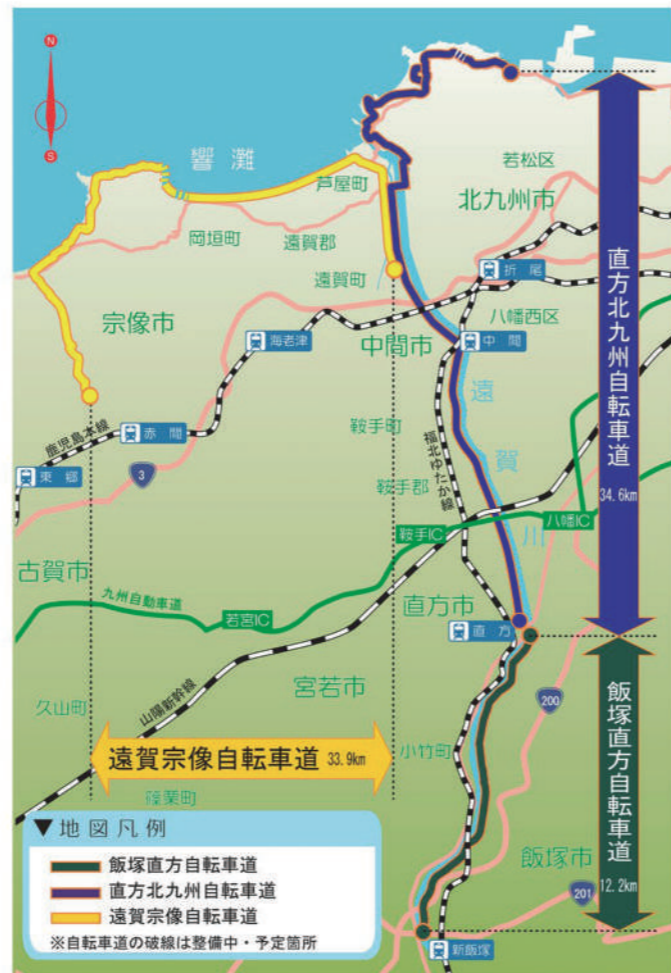 N
S
響灘
若松区
芦屋町
北九州市
岡垣町
遠賀郡
遠賀町
折尾
八幡西区
宗像市
海老津
中間市
中間
直方北九州自転車道
34.6km
遠賀川
鹿児島本線
赤間
鞍手町
福北ゆたか線
東郷
3
鞍手郡
八幡IC
鞍手IC
古賀市
九州自動車道
若宮IC
直方市
直方
宮若市
久山町
山陽新幹線
200
飯塚直方自転車道
12.2km
遠賀宗像自転車道 33.9km
小竹町
篠栗町
飯塚市
201
新飯塚
▼地図凡例
飯塚直方自転車道
直方北九州自転車道
遠賀宗像自転車道
※自転車道の破線は整備中・予定箇所